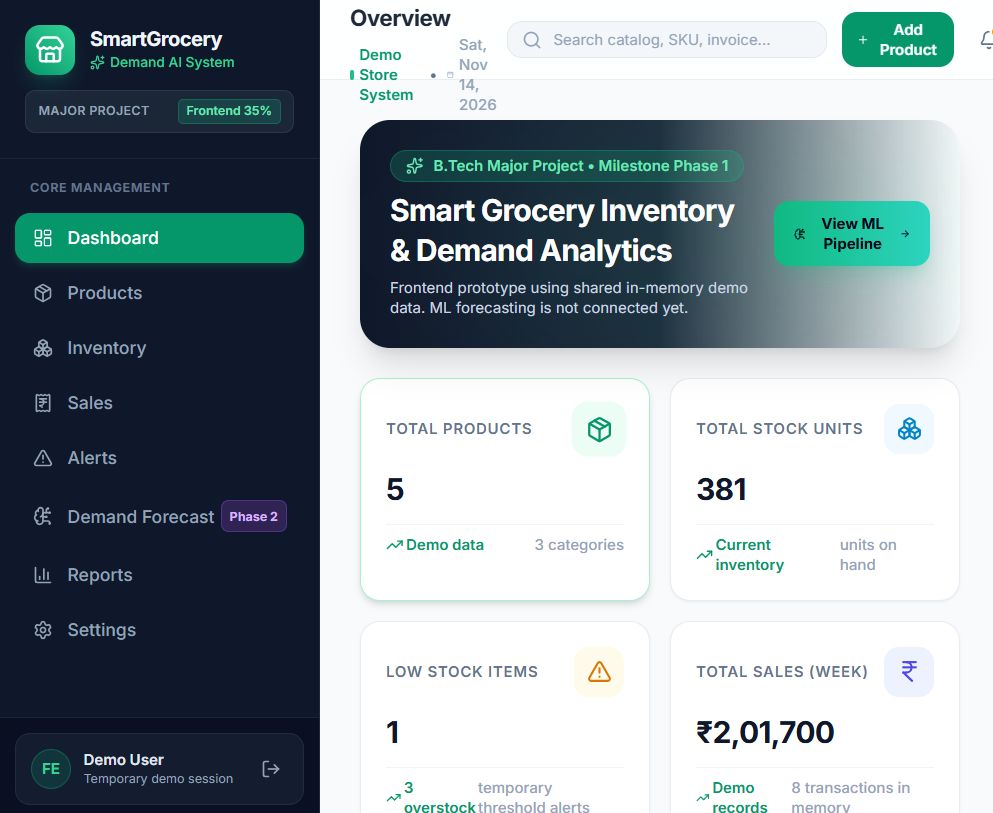 SmartGrocery
Demand AI System
MAJOR PROJECT
Frontend 35%
CORE MANAGEMENT
Dashboard
Products
Inventory
Sales
Alerts
Demand Forecast
Phase 2
Reports
Settings
FE
Demo User
Temporary demo session
Overview
Demo
Store
System
•
Sat,
Nov
14,
2026
Search catalog, SKU, invoice...
+ Add
Product
B.Tech Major Project • Milestone Phase 1
Smart Grocery Inventory
& Demand Analytics
Frontend prototype using shared in-memory demo
data. ML forecasting is not connected yet.
View ML
Pipeline
TOTAL PRODUCTS
5
Demo data
3 categories
TOTAL STOCK UNITS
381
Current
inventory
units on
hand
LOW STOCK ITEMS
1
3
overstock
temporary
threshold alerts
TOTAL SALES (WEEK)
₹
₹2,01,700
Demo
records
8 transactions in
memory